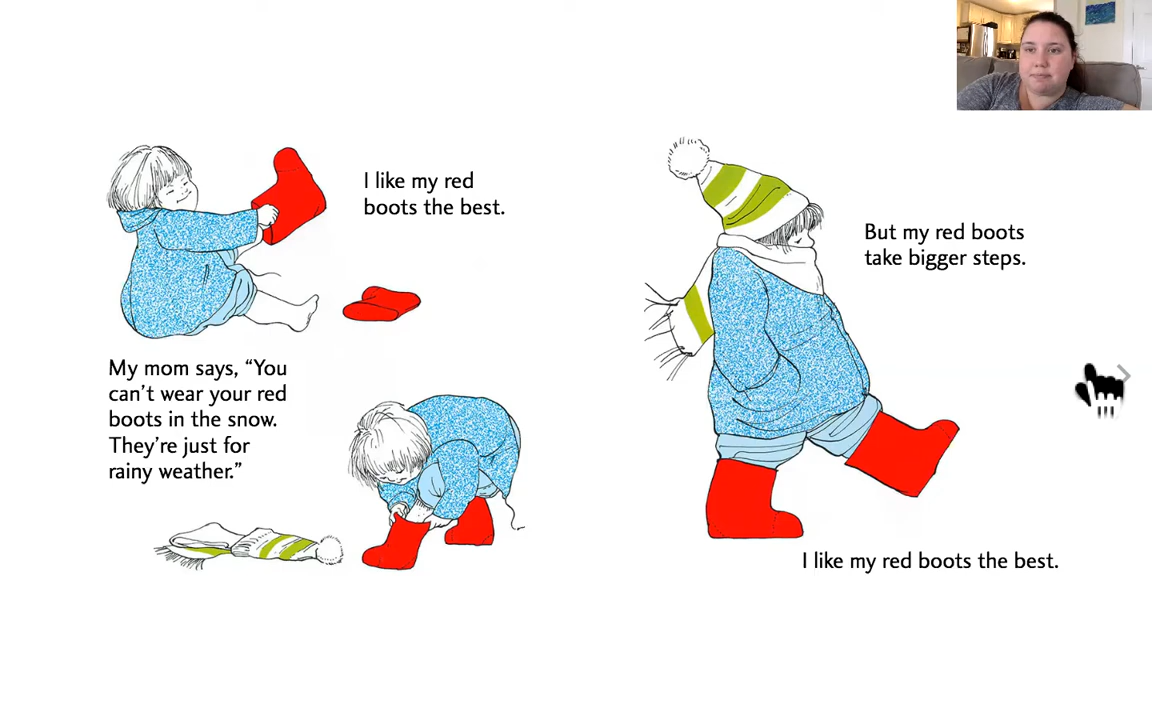 I like my red
boots the best.
My mom says, “You
can’t wear your red
boots in the snow.
They’re just for
rainy weather.”
But my red boots
take bigger steps.
I like my red boots the best.